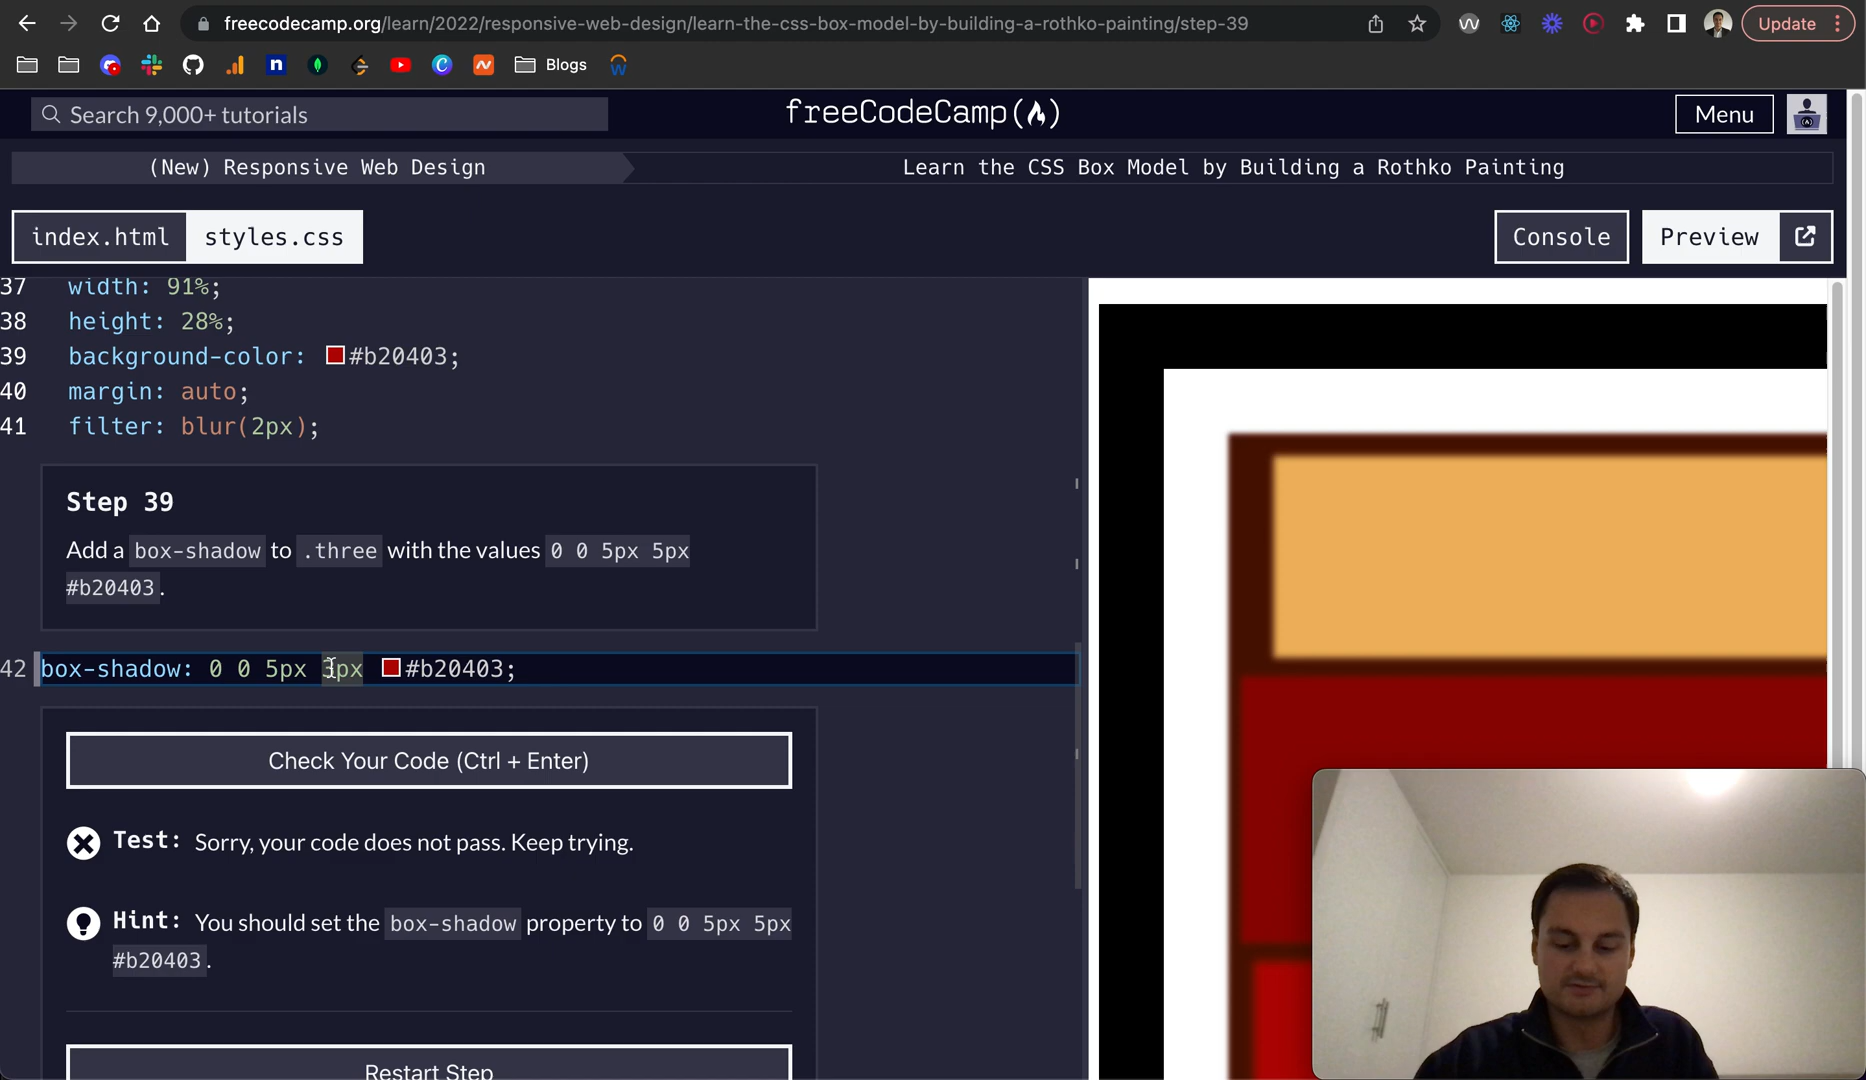 freecodecamp.org/learn/2022/responsive-web-design/learn-the-css-box-model-by-building-a-rothko-painting/step-39
Update
Blogs
Search 9,000+ tutorials
freeCodeCamp
Menu
(New) Responsive Web Design
Learn the CSS Box Model by Building a Rothko Painting
index.html
styles.css
Console
Preview
37 width: 91%;
38 height: 28%;
39 background-color: #b20403;
40 margin: auto;
41 filter: blur(2px);
Step 39
Add a box-shadow to .three with the values 0 0 5px 5px
#b20403.
42 box-shadow: 0 0 5px 3px #b20403;
Check Your Code (Ctrl + Enter)
Test: Sorry, your code does not pass. Keep trying.
Hint: You should set the box-shadow property to 0 0 5px 5px
#b20403.
Restart Step